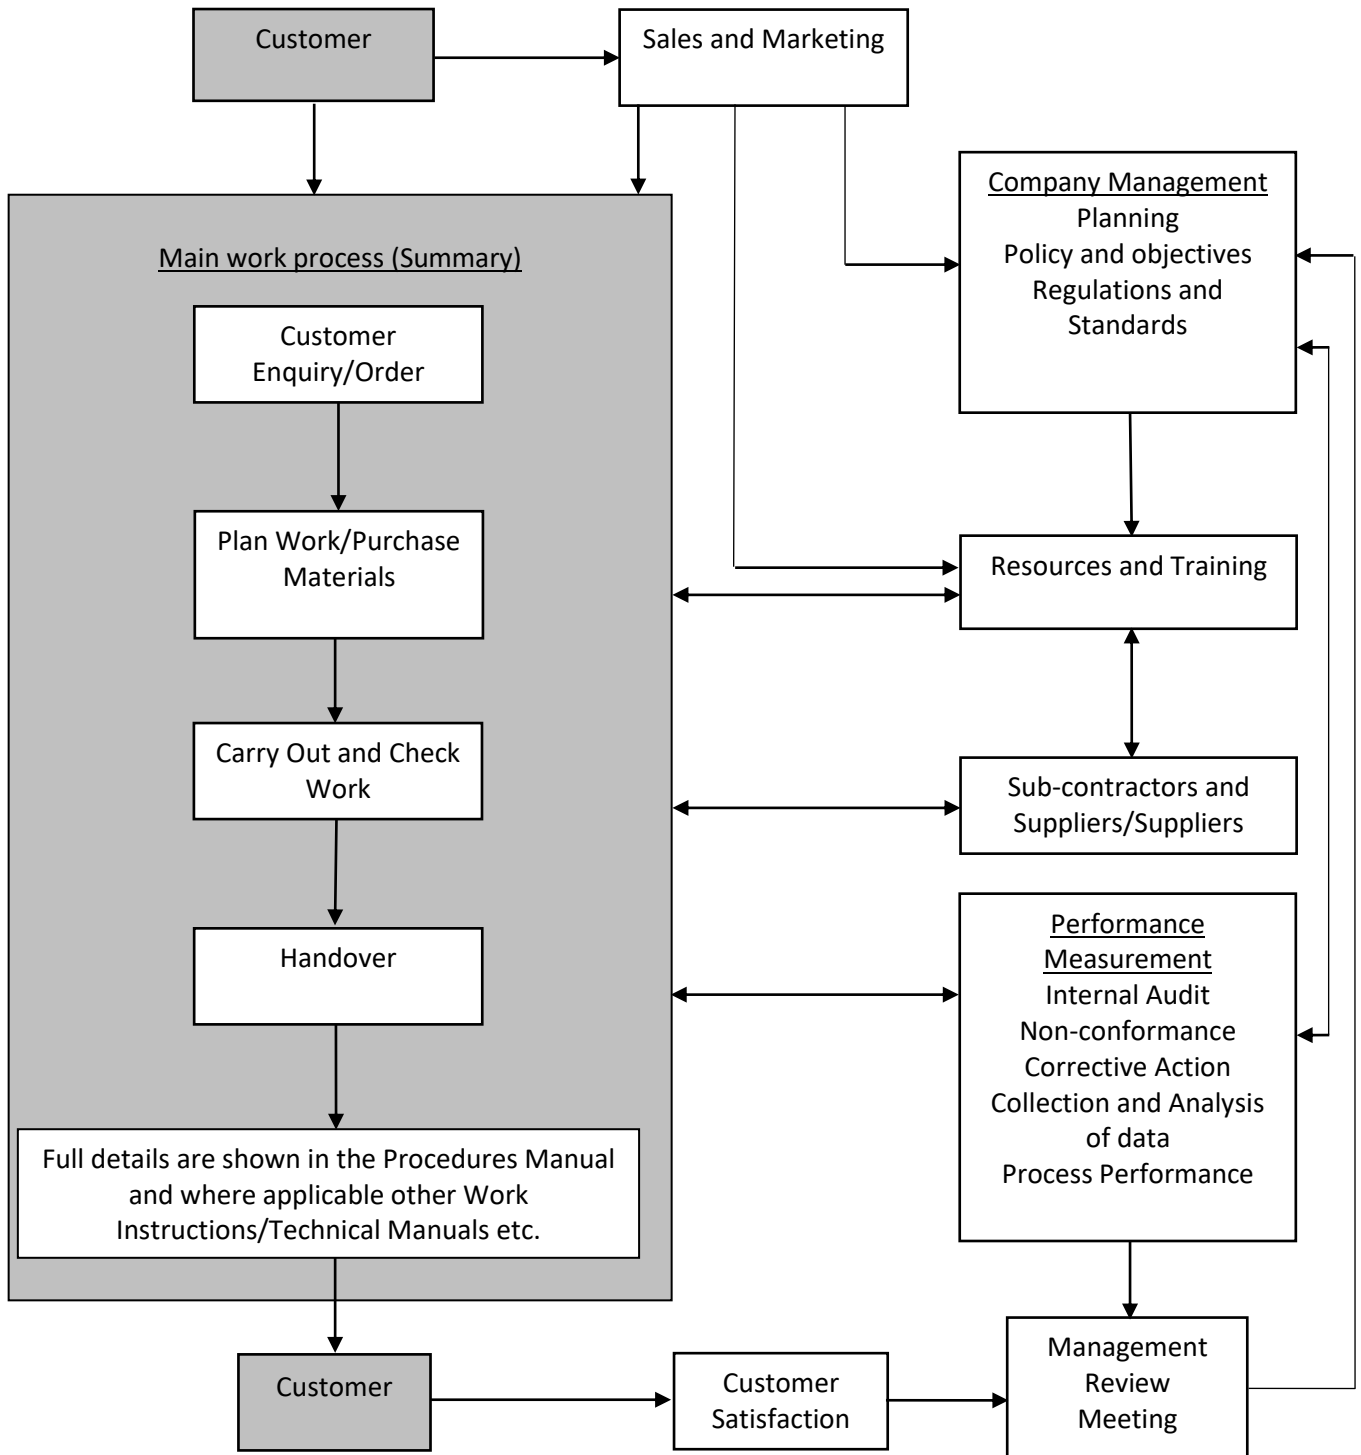 Customer
Sales and Marketing
Company Management
Planning
Policy and objectives
Regulations and
Standards
Main work process (Summary)
Customer
Enquiry/Order
Plan Work/Purchase
Materials
Resources and Training
Carry Out and Check
Work
Sub-contractors and
Suppliers/Suppliers
Handover
Performance
Measurement
Internal Audit
Non-conformance
Corrective Action
Collection and Analysis
of data
Process Performance
Full details are shown in the Procedures Manual
and where applicable other Work
Instructions/Technical Manuals etc.
Customer
Customer
Satisfaction
Management
Review
Meeting